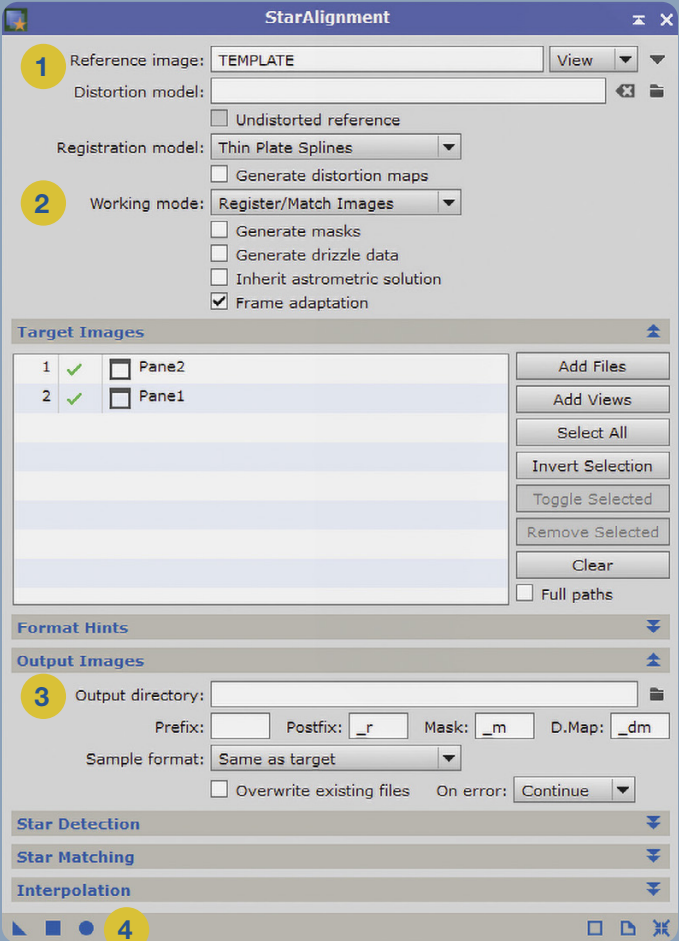 StarAlignment
1 Reference image: TEMPLATE View
Distortion model:
Undistorted reference
Registration model: Thin Plate Splines
Generate distortion maps
2 Working mode: Register/Match Images
Generate masks
Generate drizzle data
Inherit astrometric solution
Frame adaptation
Target Images
1 Pane2
2 Pane1
Add Files
Add Views
Select All
Invert Selection
Toggle Selected
Remove Selected
Clear
Full paths
Format Hints
Output Images
3 Output directory:
Prefix: Postfix: _r Mask: _m D.Map: _dm
Sample format: Same as target
Overwrite existing files On error: Continue
Star Detection
Star Matching
Interpolation
4